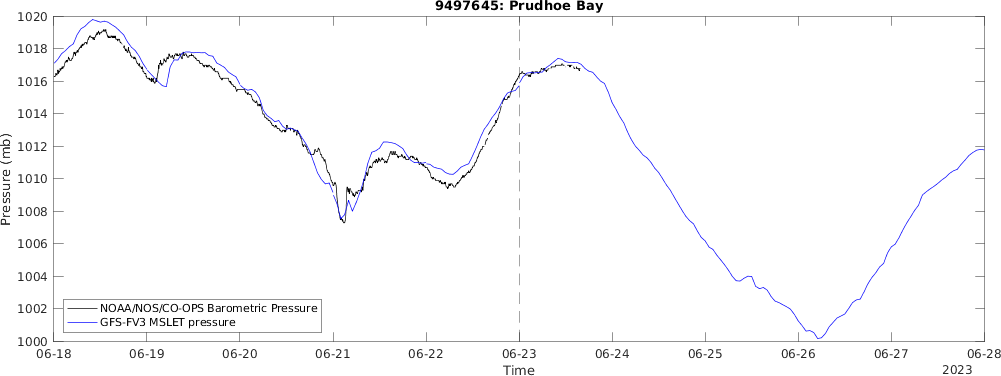 9497645: Prudhoe Bay
1020
1018
1016
1014
1012
1010
1008
1006
1004
1002
1000
Pressure (mb)
NOAA/NOS/CO-OPS Barometric Pressure
GFS-FV3 MSLET pressure
06-18 06-19 06-20 06-21 06-22 06-23 06-24 06-25 06-26 06-27 06-28
Time
2023